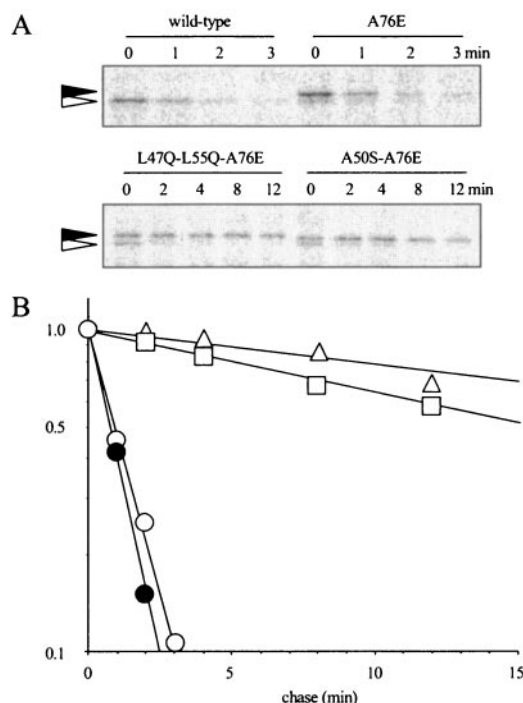 A
wild-type A76E
0 1 2 3 0 1 2 3 min
L47Q-L55Q-A76E A50S-A76E
0 2 4 8 12 0 2 4 8 12 min
B
1.0
0.5
0.1
0 5 10 15
chase (min)